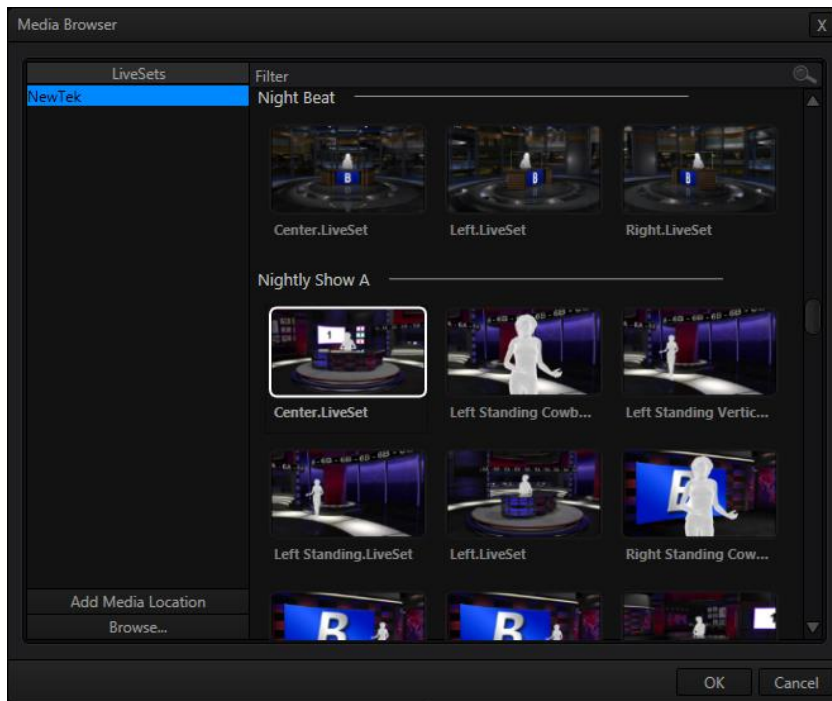 Media Browser
X
LiveSets
Filter
NewTek
Night Beat
B
B
B
Center.LiveSet
Left.LiveSet
Right.LiveSet
Nightly Show A
1
Center.LiveSet
Left Standing Cowb...
Left Standing Vertic...
B
Left Standing.LiveSet
Left.LiveSet
Right Standing Cow...
Add Media Location
B
B
Browse...
OK
Cancel